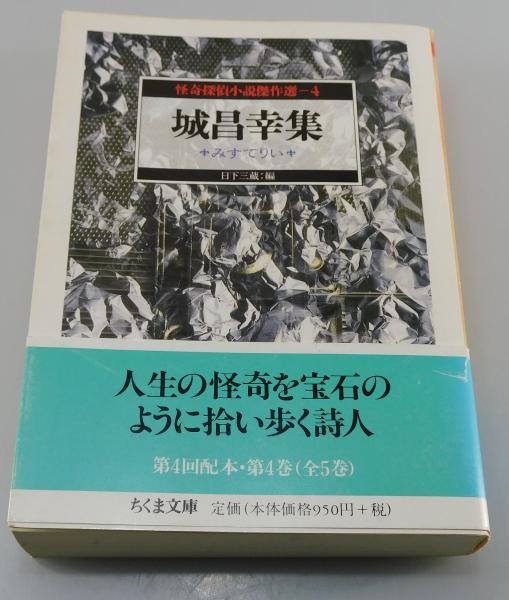 怪奇探偵小説傑作選-4
城昌幸集
✢みすてりい✢
日下三蔵：編
人生の怪奇を宝石の
ように拾い歩く詩人
第4回配本・第4巻（全5巻）
ちくま文庫 定価（本体価格950円＋税）